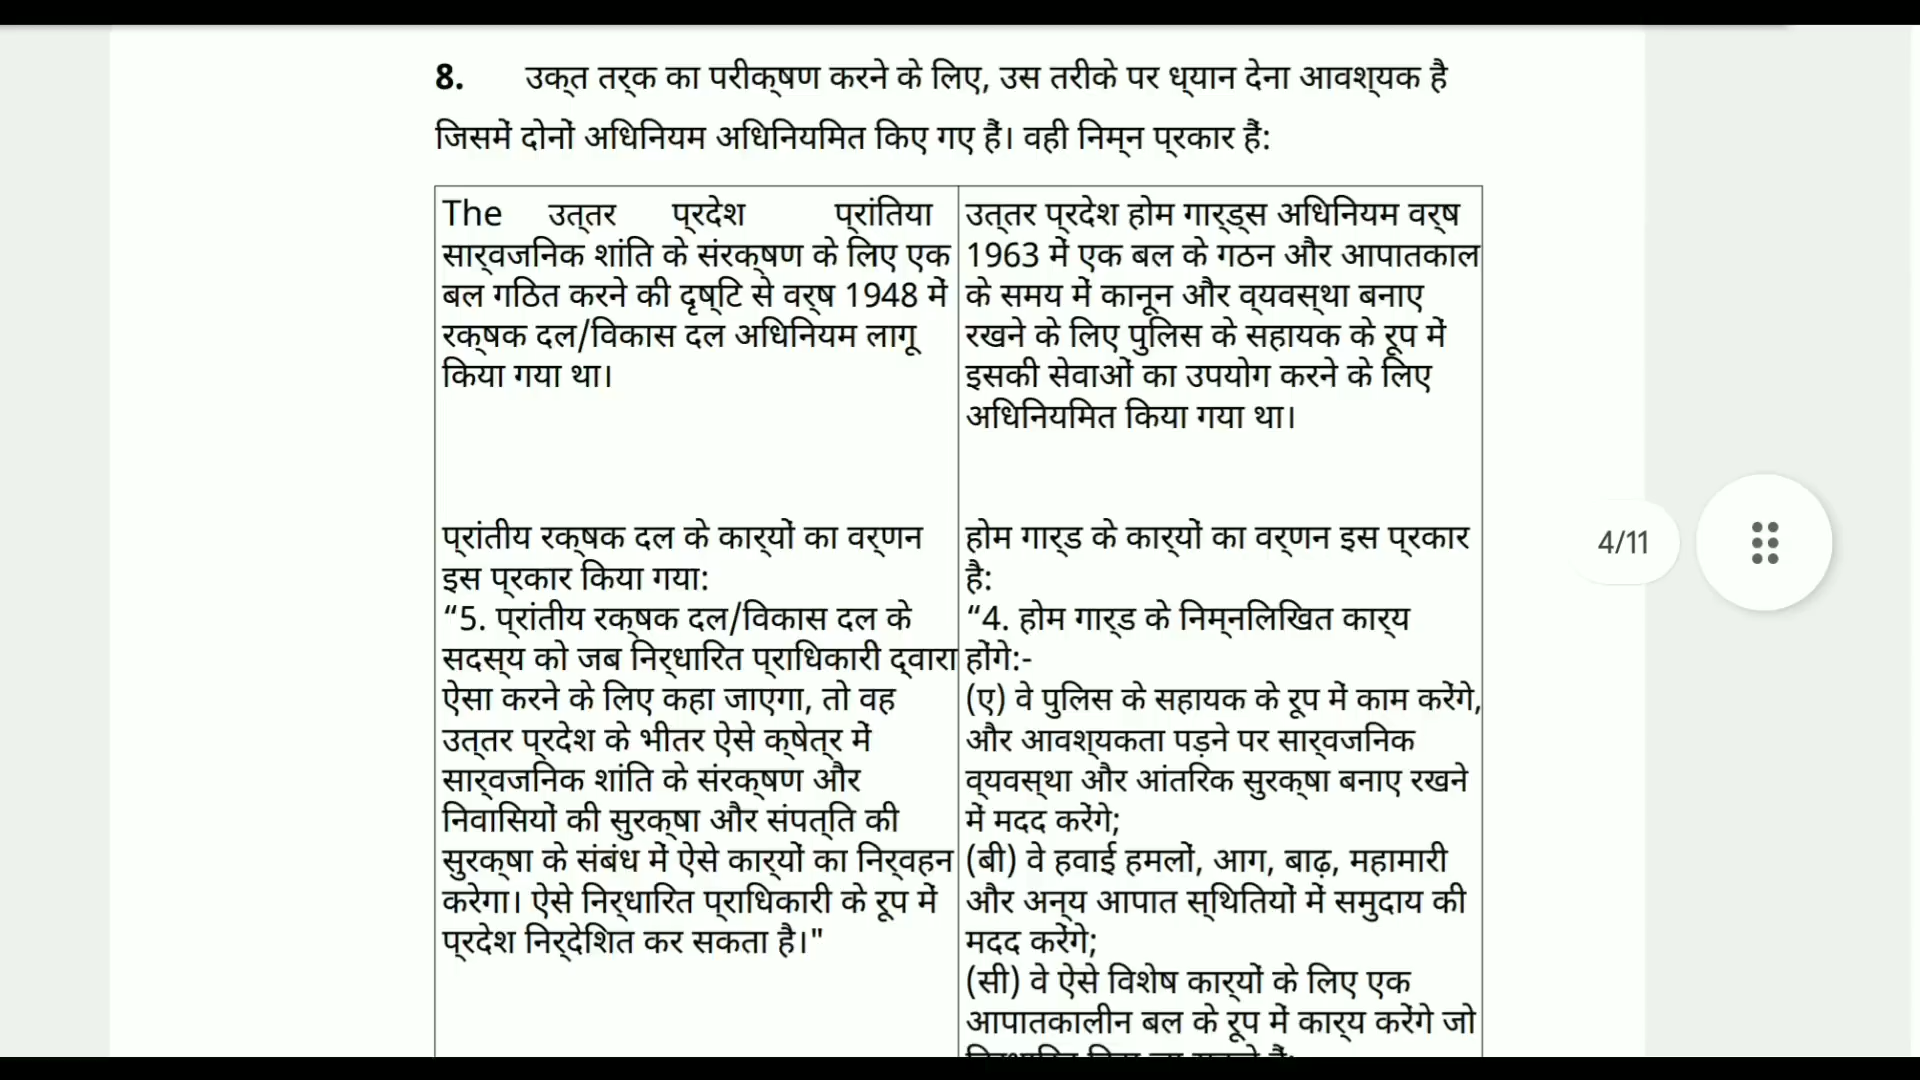 8. उक्त तर्क का परीक्षण करने के लिए, उस तरीके पर ध्यान देना आवश्यक है
जिसमें दोनों अधिनियम अधिनियमित किए गए हैं। वही निम्न प्रकार हैं:
The उत्तर प्रदेश प्रांतिया
सार्वजनिक शांति के संरक्षण के लिए एक
बल गठित करने की दृष्टि से वर्ष 1948 में
रक्षक दल/विकास दल अधिनियम लागू
किया गया था।
प्रांतीय रक्षक दल के कार्यों का वर्णन
इस प्रकार किया गया:
“5. प्रांतीय रक्षक दल/विकास दल के
सदस्य को जब निर्धारित प्राधिकारी द्वारा
ऐसा करने के लिए कहा जाएगा, तो वह
उत्तर प्रदेश के भीतर ऐसे क्षेत्र में
सार्वजनिक शांति के संरक्षण और
निवासियों की सुरक्षा और संपत्ति की
सुरक्षा के संबंध में ऐसे कार्यों का निर्वहन
करेगा। ऐसे निर्धारित प्राधिकारी के रूप में
प्रदेश निर्देशित कर सकता है।"
उत्तर प्रदेश होम गार्ड्स अधिनियम वर्ष
1963 में एक बल के गठन और आपातकाल
के समय में कानून और व्यवस्था बनाए
रखने के लिए पुलिस के सहायक के रूप में
इसकी सेवाओं का उपयोग करने के लिए
अधिनियमित किया गया था।
होम गार्ड के कार्यों का वर्णन इस प्रकार
है:
“4. होम गार्ड के निम्नलिखित कार्य
होंगे:-
(ए) वे पुलिस के सहायक के रूप में काम करेंगे,
और आवश्यकता पड़ने पर सार्वजनिक
व्यवस्था और आंतरिक सुरक्षा बनाए रखने
में मदद करेंगे;
(बी) वे हवाई हमलों, आग, बाढ़, महामारी
और अन्य आपात स्थितियों में समुदाय की
मदद करेंगे;
(सी) वे ऐसे विशेष कार्यों के लिए एक
आपातकालीन बल के रूप में कार्य करेंगे जो
4/11